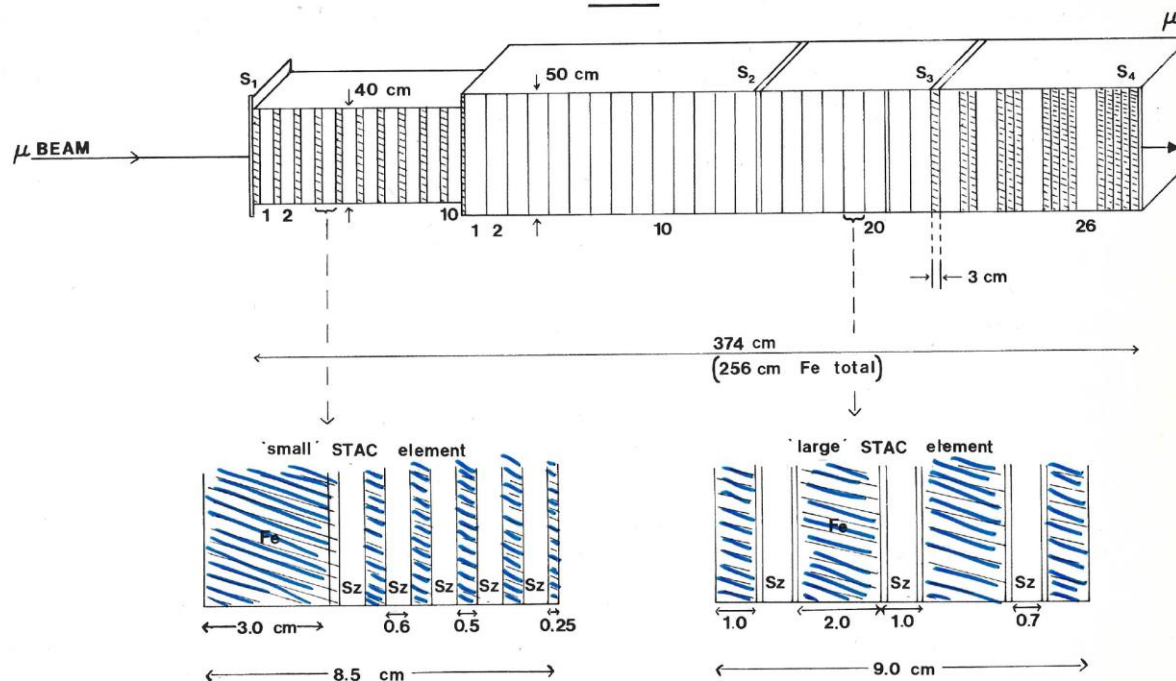 μ
S1 40 cm 50 cm S2 S3 S4
μ BEAM
1 2 10 1 2 10 20 26
3 cm
374 cm
(256 cm Fe total)
'small' STAC element
'large' STAC element
Fe Sz Sz Sz Sz Sz
3.0 cm 0.6 0.5 0.25
8.5 cm
Sz Fe Sz Sz
1.0 2.0 1.0 0.7
9.0 cm